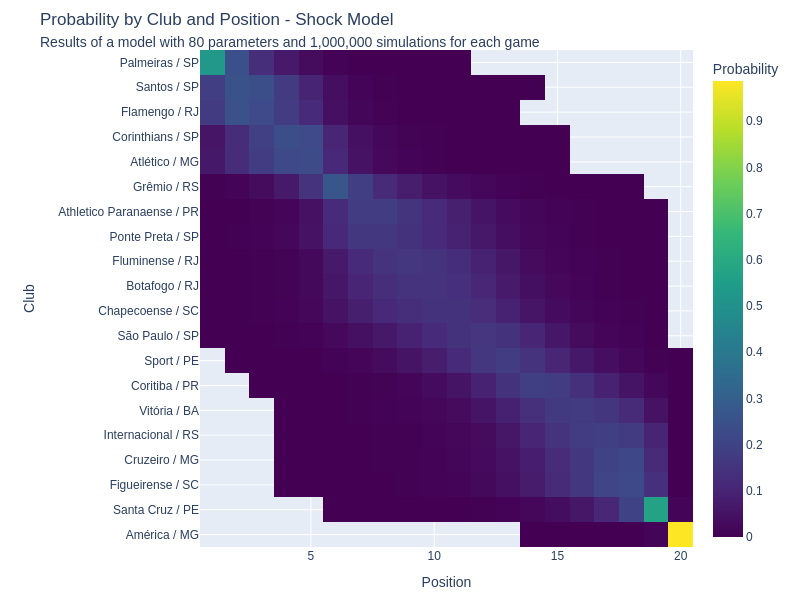 Probability by Club and Position - Shock Model
Results of a model with 80 parameters and 1,000,000 simulations for each game
Probability
Club
Palmeiras / SP
Santos / SP
Flamengo / RJ
Corinthians / SP
Atlético / MG
Grêmio / RS
Athletico Paranaense / PR
Ponte Preta / SP
Fluminense / RJ
Botafogo / RJ
Chapecoense / SC
São Paulo / SP
Sport / PE
Coritiba / PR
Vitória / BA
Internacional / RS
Cruzeiro / MG
Figueirense / SC
Santa Cruz / PE
América / MG
0.9
0.8
0.7
0.6
0.5
0.4
0.3
0.2
0.1
0
5
10
15
20
Position